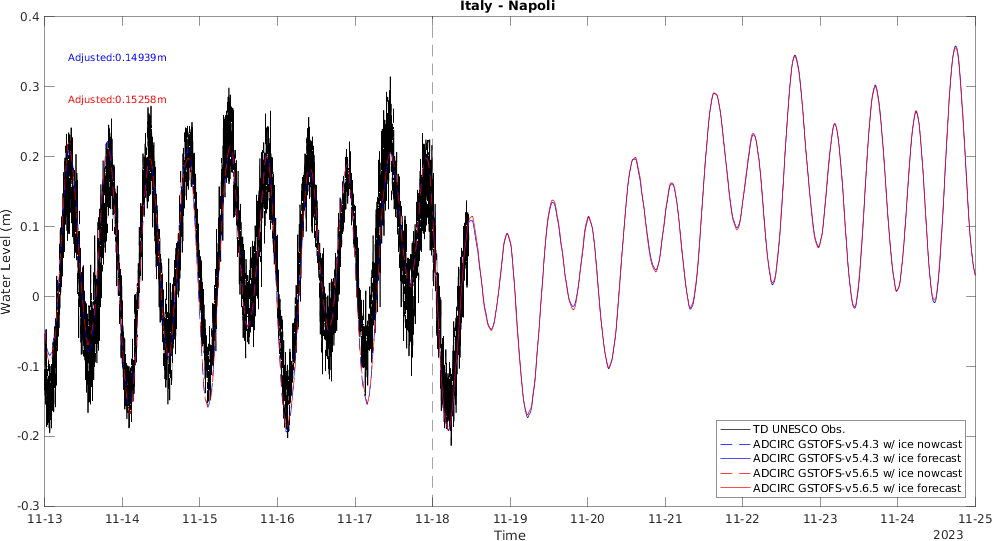 Italy - Napoli
0.4
Adjusted:0.14939m
0.3
Adjusted:0.15258m
0.2
0.1
0
-0.1
-0.2
-0.3
Water Level (m)
TD UNESCO Obs.
ADCIRC GSTOFS-v5.4.3 w/ ice nowcast
ADCIRC GSTOFS-v5.4.3 w/ ice forecast
ADCIRC GSTOFS-v5.6.5 w/ ice nowcast
ADCIRC GSTOFS-v5.6.5 w/ ice forecast
11-13 11-14 11-15 11-16 11-17 11-18 11-19 11-20 11-21 11-22 11-23 11-24 11-25
Time
2023